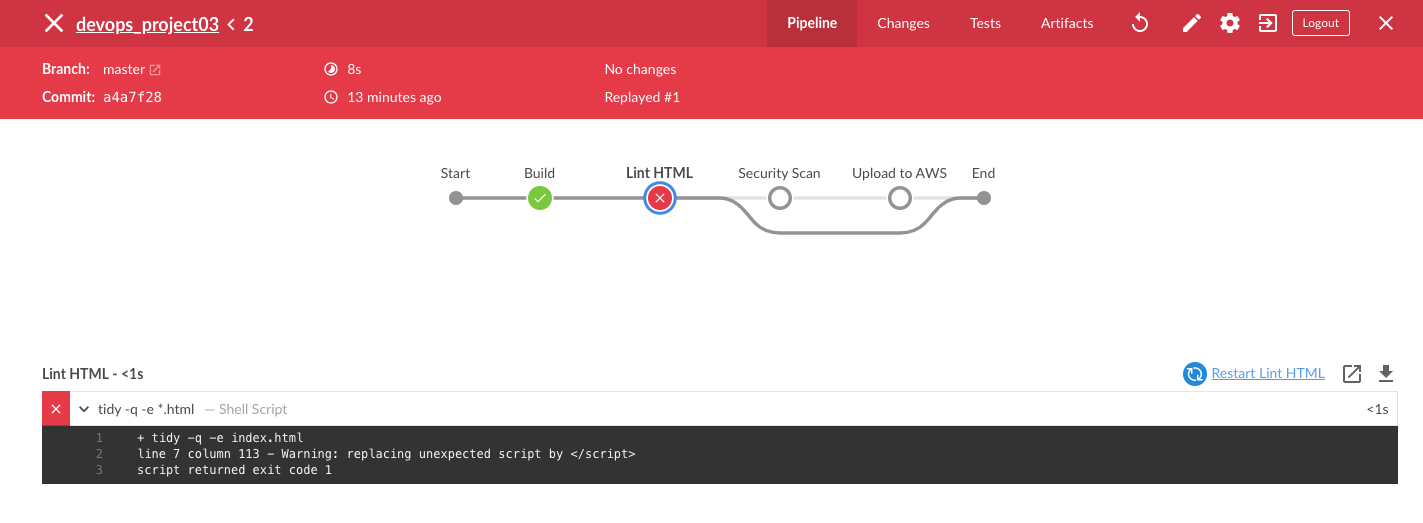 devops_project03 < 2
Pipeline Changes Tests Artifacts Logout
Branch: master 8s No changes
Commit: a4a7f28 13 minutes ago Replayed #1
Start Build Lint HTML Security Scan Upload to AWS End
Lint HTML - <1s Restart Lint HTML
tidy -q -e *.html — Shell Script <1s
1 + tidy -q -e index.html
2 line 7 column 113 - Warning: replacing unexpected script by </script>
3 script returned exit code 1